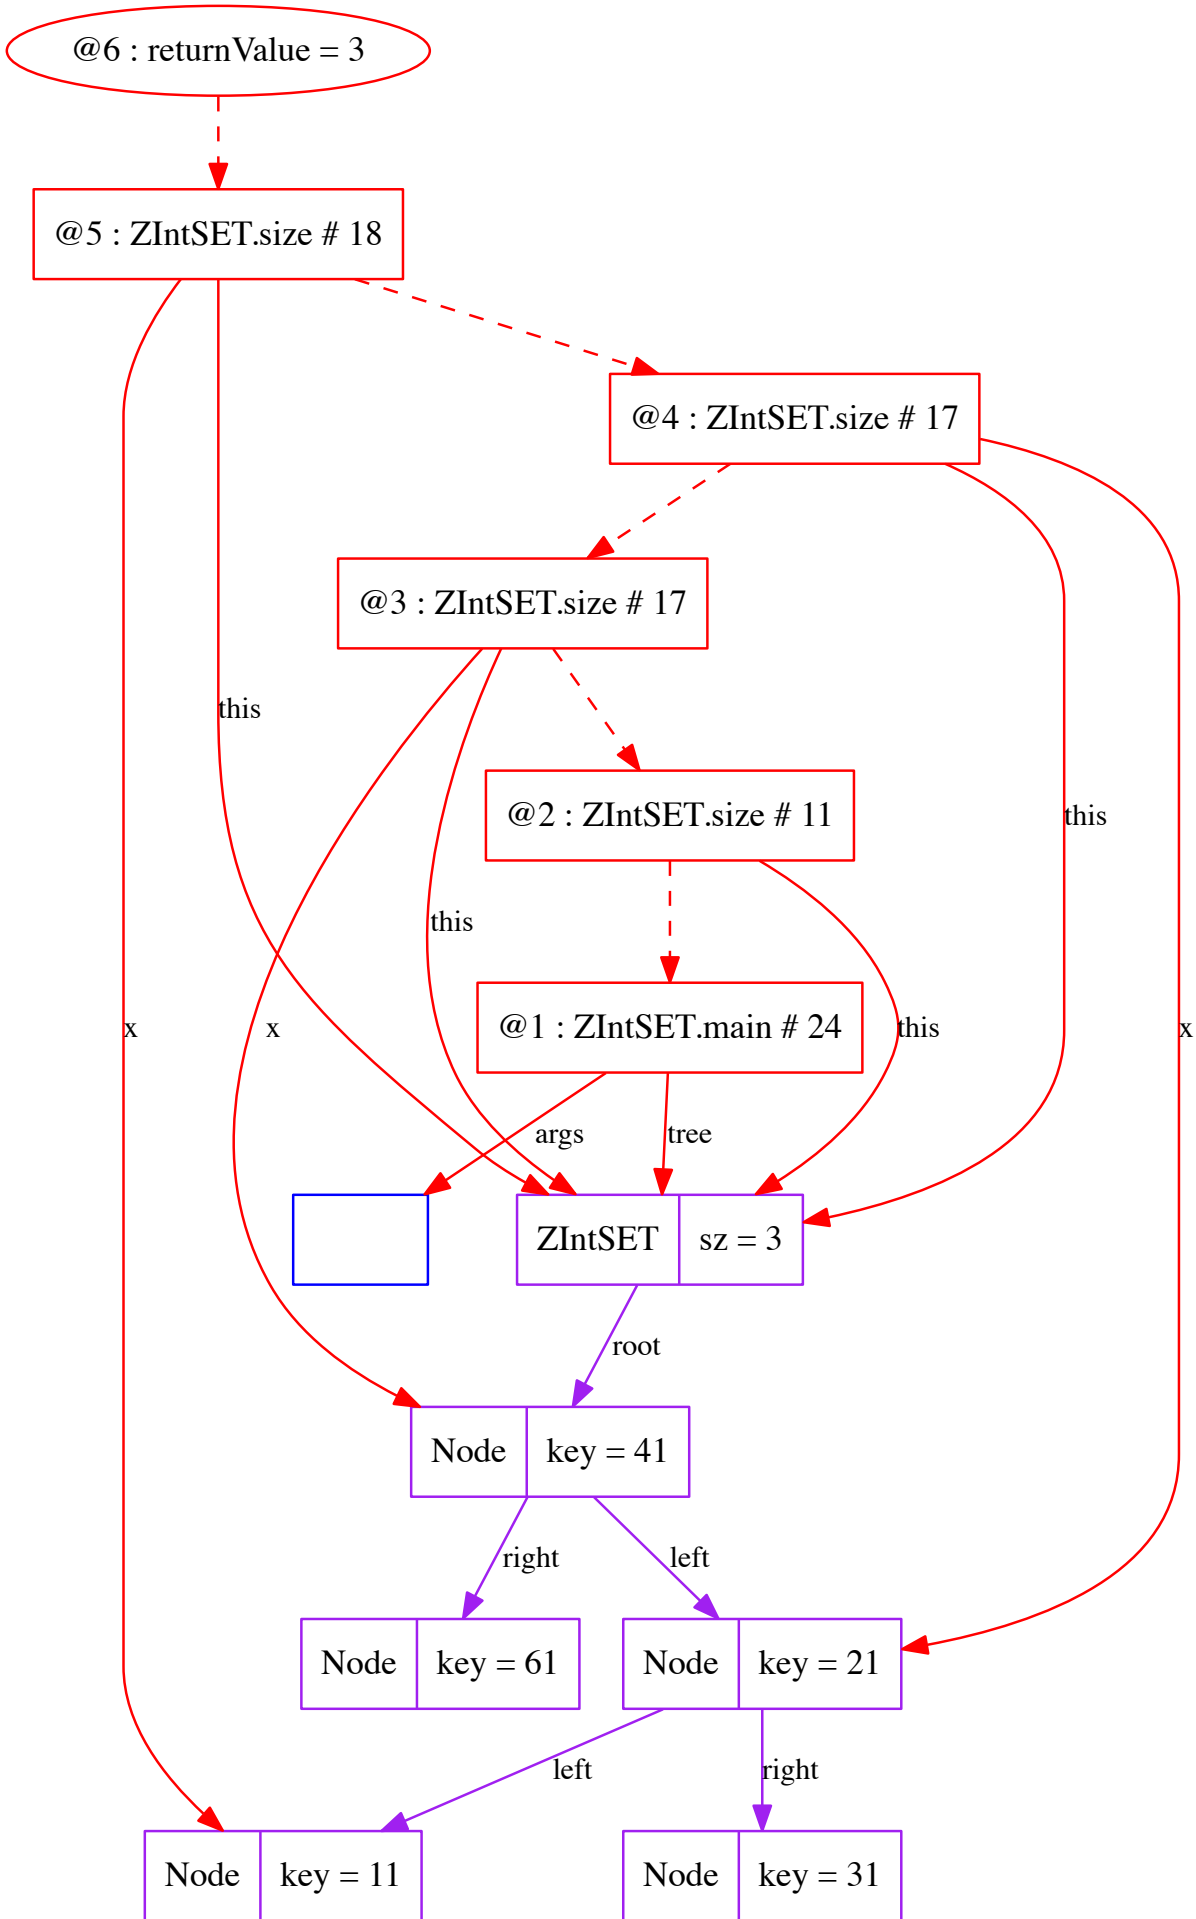 @6 : returnValue = 3
@5 : ZIntSET.size # 18
@4 : ZIntSET.size # 17
@3 : ZIntSET.size # 17
this
@2 : ZIntSET.size # 11
this
this
x
x
@1 : ZIntSET.main # 24
this
x
args
tree
ZIntSET
sz = 3
root
Node
key = 41
right
left
Node
key = 61
Node
key = 21
left
right
Node
key = 11
Node
key = 31